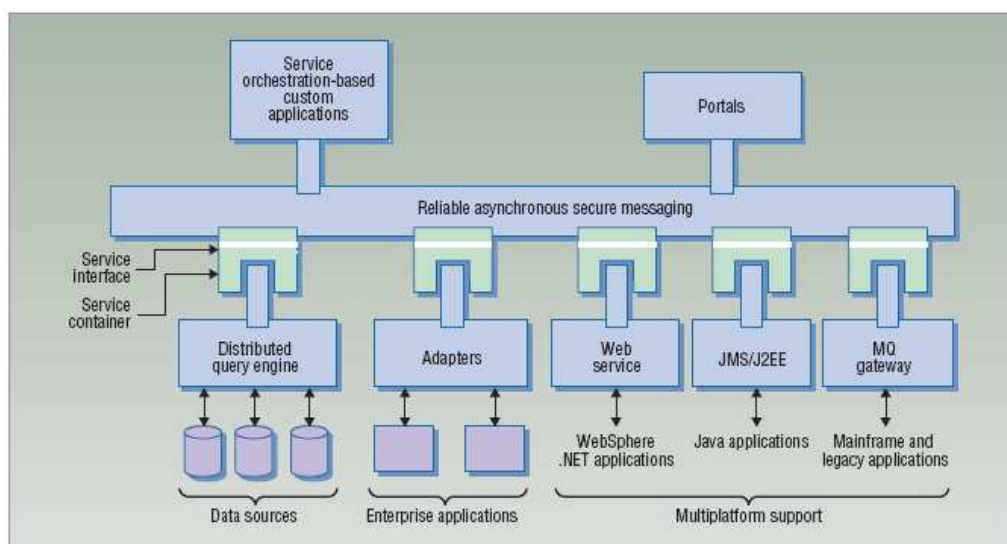 Service
orchestration-based
custom
applications
Portals
Reliable asynchronous secure messaging
Service
interface
Service
container
Distributed
query engine
Adapters
Web
service
JMS/J2EE
MQ
gateway
WebSphere
.NET applications
Java applications
Mainframe and
legacy applications
Data sources
Enterprise applications
Multiplatform support